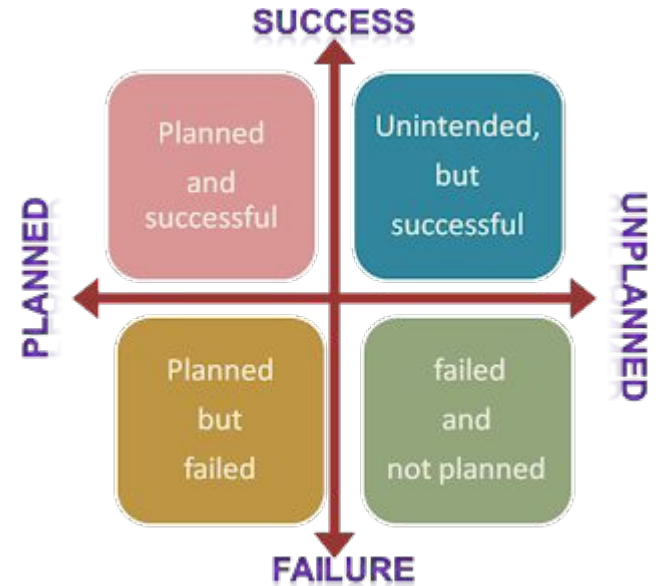 SUCCESS
Planned
and
successful
Unintended,
but
successful
PLANNED
UNPLANNED
Planned
but
failed
failed
and
not planned
FAILURE